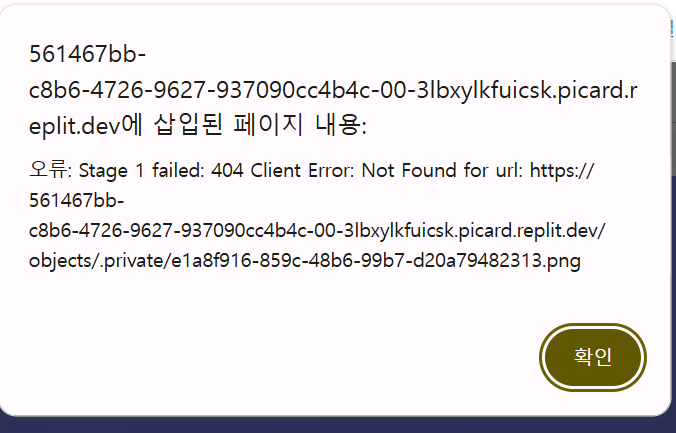 561467bb-
c8b6-4726-9627-937090cc4b4c-00-3lbxylkfuicsk.picard.r
eplit.dev에 삽입된 페이지 내용:
오류: Stage 1 failed: 404 Client Error: Not Found for url: https://
561467bb-
c8b6-4726-9627-937090cc4b4c-00-3lbxylkfuicsk.picard.replit.dev/
objects/.private/e1a8f916-859c-48b6-99b7-d20a79482313.png
확인